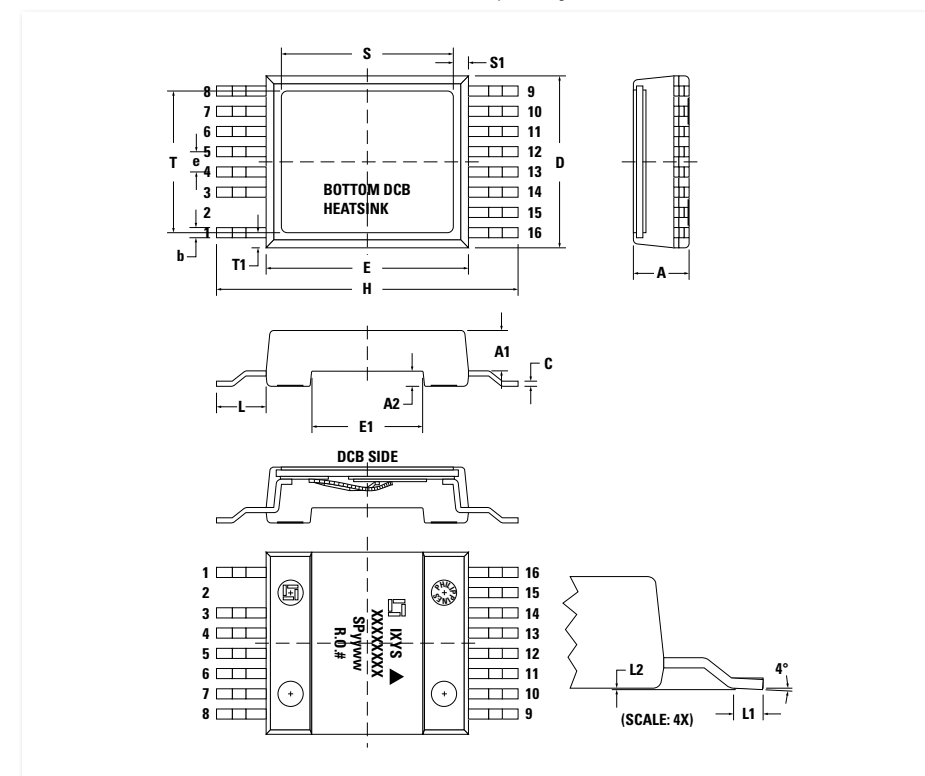 S
S1
8 9
7 10
6 11
5 12
T e D
4 13
3 14
BOTTOM DCB
HEATSINK
2 15
1 16
b
T1
E
A
H
A1
C
A2
L
E1
DCB SIDE
1 16
2 15
3 14
4 13
5 12
6 11
7 10
8 9
PHILIPPINES
IXYS
XXXXXXXX
SPyyww
R.O.#
L2
4°
L1
(SCALE: 4X)